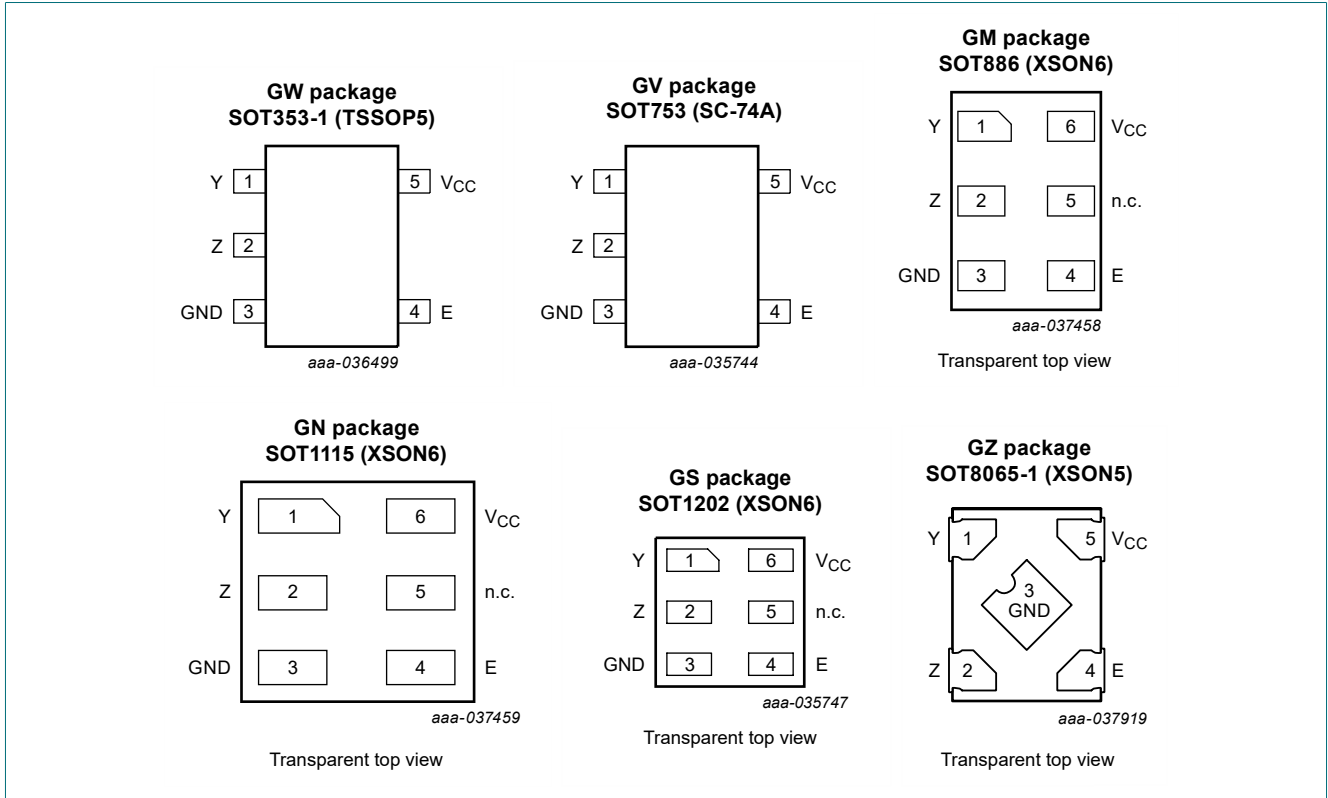 GW package
SOT353-1 (TSSOP5)
Y 1 5 VCC
Z 2
GND 3 4 E
aaa-036499
GV package
SOT753 (SC-74A)
Y 1 5 VCC
Z 2
GND 3 4 E
aaa-035744
GM package
SOT886 (XSON6)
Y 1 6 VCC
Z 2 5 n.c.
GND 3 4 E
aaa-037458
Transparent top view
GN package
SOT1115 (XSON6)
Y 1 6 VCC
Z 2 5 n.c.
GND 3 4 E
aaa-037459
Transparent top view
GS package
SOT1202 (XSON6)
Y 1 6 VCC
Z 2 5 n.c.
GND 3 4 E
aaa-035747
Transparent top view
GZ package
SOT8065-1 (XSON5)
Y 1 5 VCC
3
GND
Z 2 4 E
aaa-037919
Transparent top view